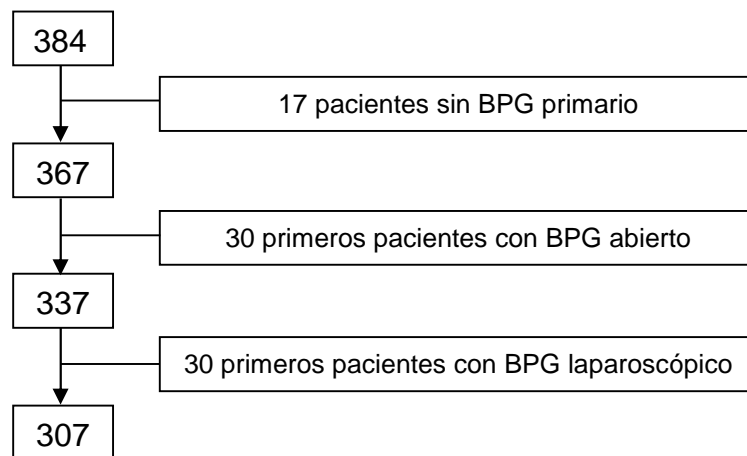 384
17 pacientes sin BPG primario
367
30 primeros pacientes con BPG abierto
337
30 primeros pacientes con BPG laparoscópico
307